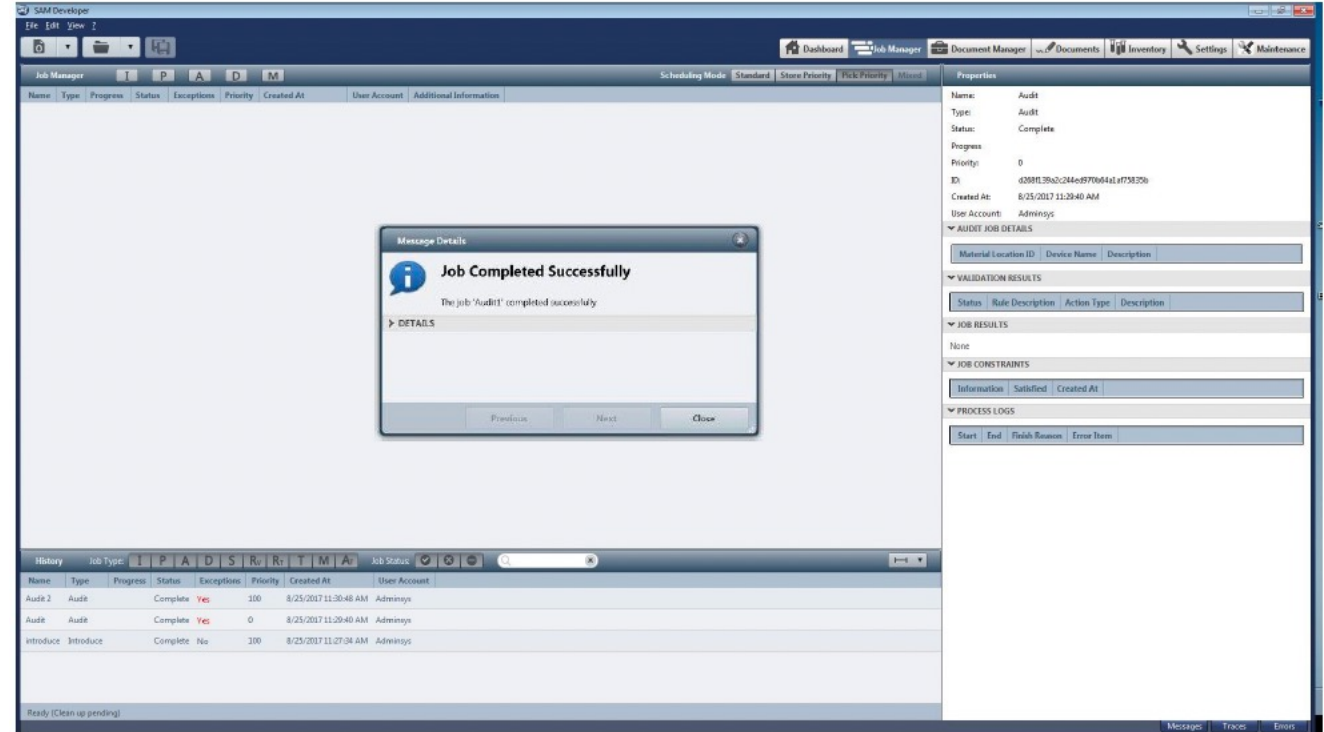 SAM Developer
File Edit View ?
Dashboard Job Manager Document Manager Documents Inventory Settings Maintenance
Job Manager I P A D M Scheduling Mode Standard Store Priority Pick Priority Mixed Properties
Name Type Progress Status Exceptions Priority Created At User Account Additional Information
Name: Audit
Type: Audit
Status: Complete
Progress
Priority: 0
ID:
Created At: 8/25/2017 11:29:40 AM
User Account: Adminsys
AUDIT JOB DETAILS
Material Location ID Device Name Description
VALIDATION RESULTS
Status Rule Description Action Type Description
JOB RESULTS
None
JOB CONSTRAINTS
Information Satisfied Created At
PROCESS LOGS
Start End Finish Reason Error Item
Message Details
Job Completed Successfully
The job 'Audit1' completed successfully
DETAILS
Previous Next Close
History Job Type: I P A D S T M Job Status:
Name Type Progress Status Exceptions Priority Created At User Account
Audit 2 Audit Complete Yes 100 8/25/2017 11:30:48 AM Adminsys
Audit Audit Complete Yes 0 8/25/2017 11:29:40 AM Adminsys
introduce Introduce Complete No 100 8/25/2017 11:27:34 AM Adminsys
Ready (Clean up pending)
Messages Traces Errors